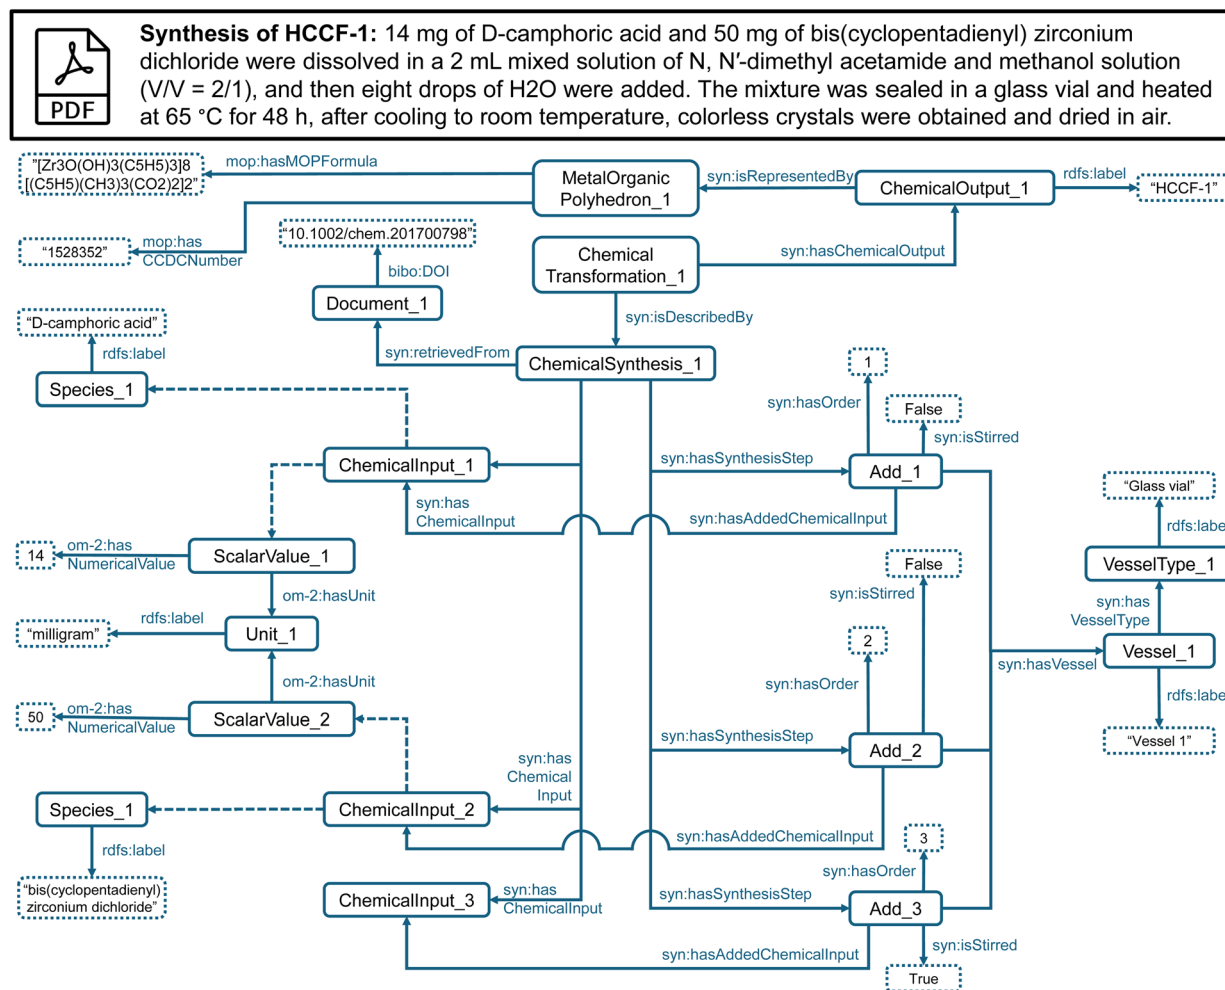 Synthesis of HCCF-1: 14 mg of D-camphoric acid and 50 mg of bis(cyclopentadienyl) zirconium
dichloride were dissolved in a 2 mL mixed solution of N, N′-dimethyl acetamide and methanol solution
(V/V = 2/1), and then eight drops of H2O were added. The mixture was sealed in a glass vial and heated
at 65 °C for 48 h, after cooling to room temperature, colorless crystals were obtained and dried in air.
PDF
"[Zr3O(OH)3(C5H5)3]8
[(C5H5)(CH3)3(CO2)2]2"
mop:hasMOPFormula
MetalOrganic
Polyhedron_1
syn:isRepresentedBy
ChemicalOutput_1
rdfs:label
"HCCF-1"
"1528352"
mop:has
CCDCNumber
"10.1002/chem.201700798"
Chemical
Transformation_1
syn:hasChemicalOutput
bibo:DOI
Document_1
syn:isDescribedBy
"D-camphoric acid"
rdfs:label
syn:retrievedFrom
ChemicalSynthesis_1
1
Species_1
syn:hasOrder
False
syn:isStirred
ChemicalInput_1
syn:hasSynthesisStep
Add_1
syn:has
ChemicalInput
syn:hasAddedChemicalInput
"Glass vial"
rdfs:label
14
om-2:has
NumericalValue
ScalarValue_1
False
VesselType_1
om-2:hasUnit
syn:isStirred
syn:has
VesselType
"milligram"
rdfs:label
Unit_1
2
Vessel_1
syn:hasVessel
om-2:hasUnit
syn:hasOrder
rdfs:label
50
om-2:has
NumericalValue
ScalarValue_2
syn:hasSynthesisStep
Add_2
"Vessel 1"
syn:has
Chemical
Input
Species_1
ChemicalInput_2
syn:hasAddedChemicalInput
3
rdfs:label
syn:hasOrder
"bis(cyclopentadienyl)
zirconium dichloride"
ChemicalInput_3
syn:has
ChemicalInput
syn:hasSynthesisStep
Add_3
syn:hasAddedChemicalInput
syn:isStirred
True